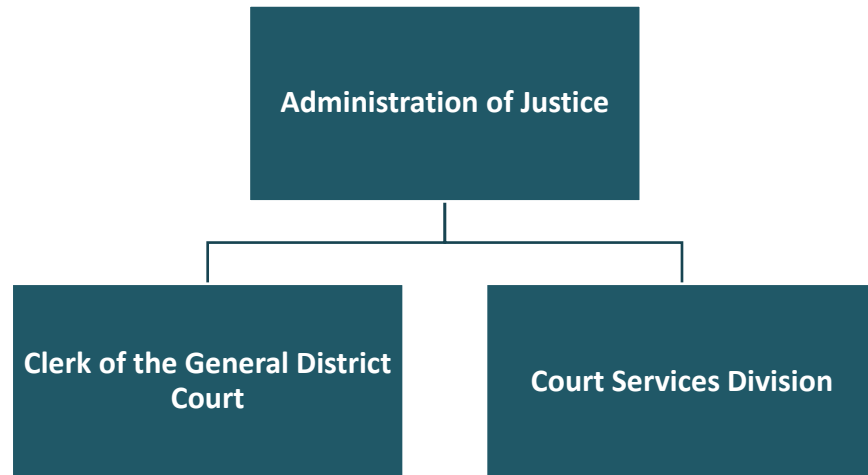 Administration of Justice
Clerk of the General District
Court
Court Services Division